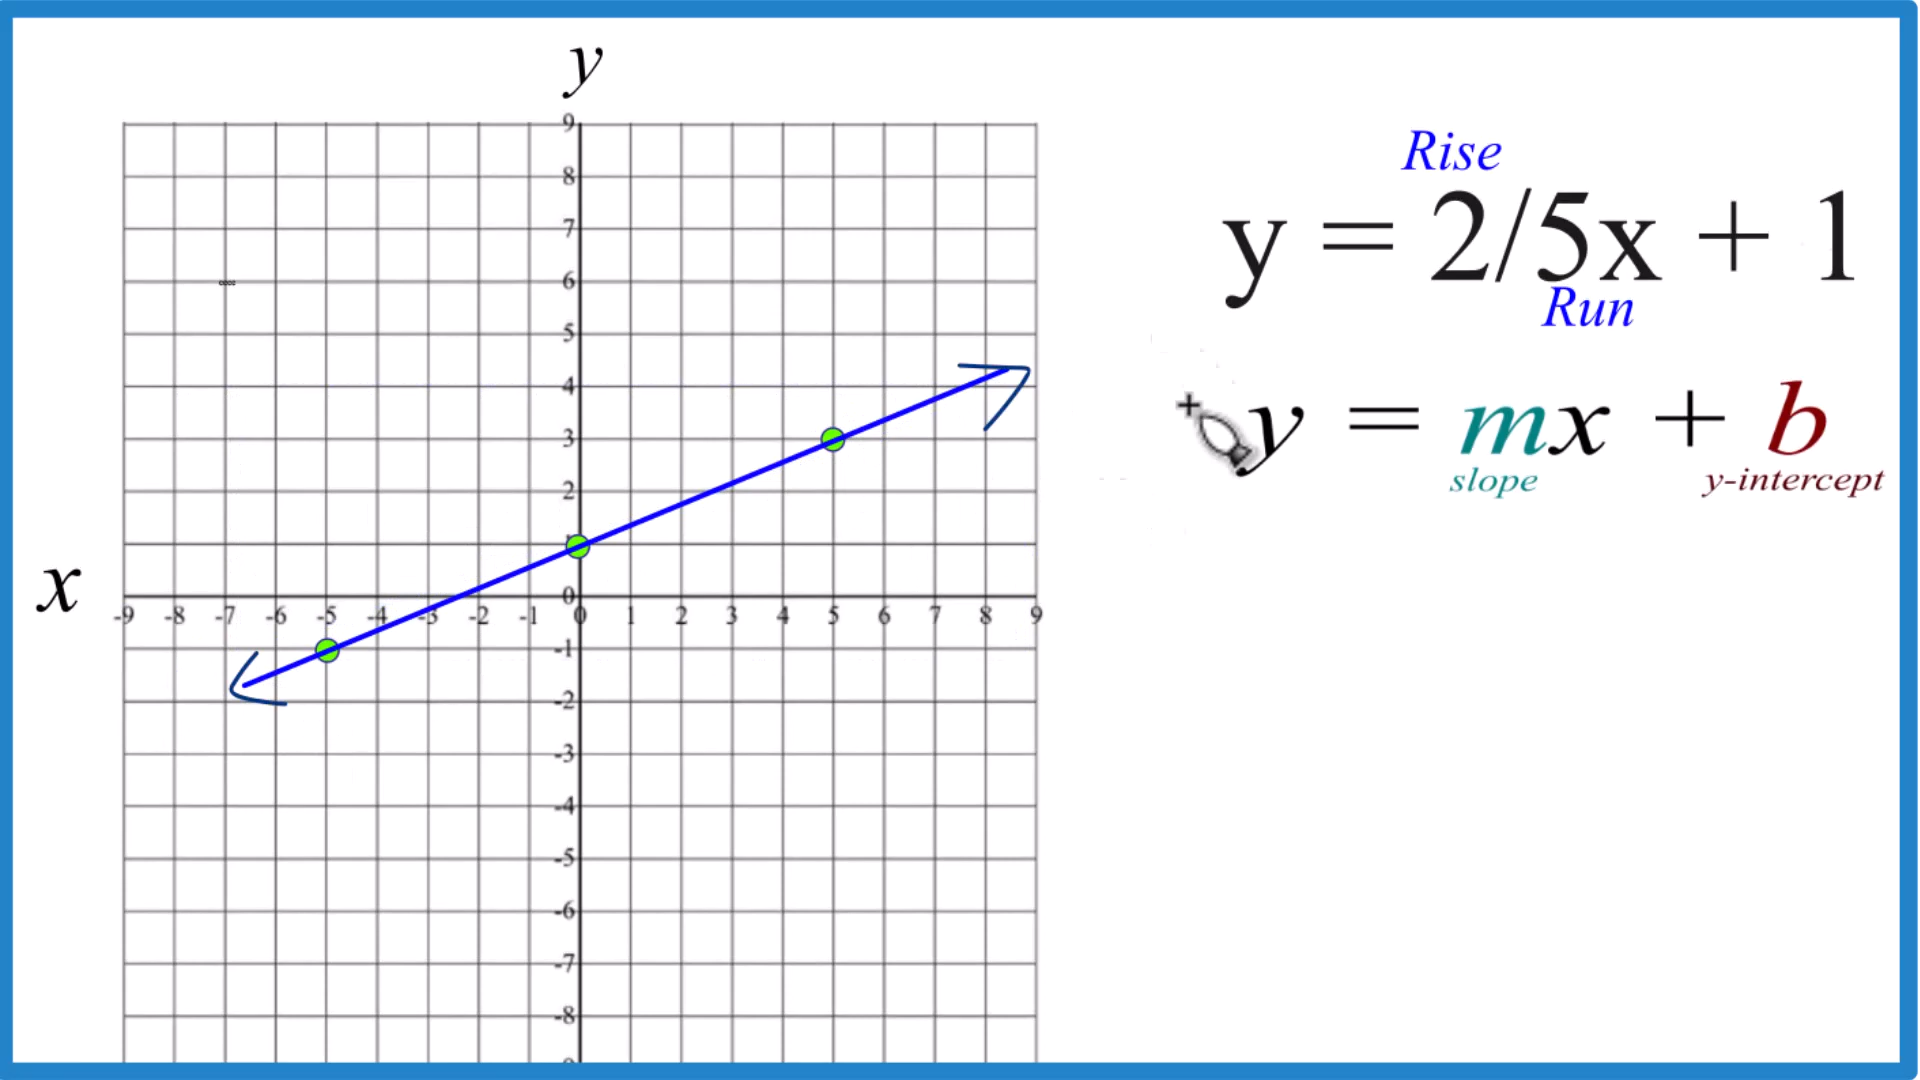 y
9
8
7
6
5
4
3
2
0
x
-9 -8 -7 -6 -5 -4 -3 -2 -1 0 1 2 3 4 5 6 7 8 9
-1
-2
-3
-4
-5
-6
-7
-8
Rise
y = 2/5x + 1
Run
y = mx + b
slope y-intercept